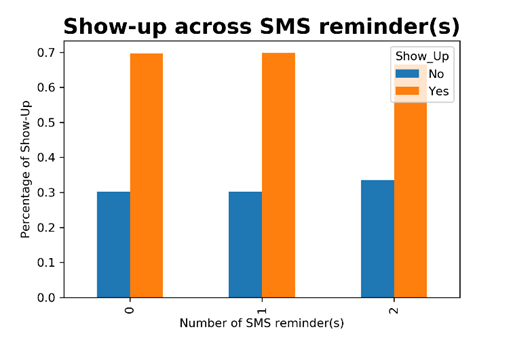 Show-up across SMS reminder(s)
Show_Up
No
Yes
Percentage of Show-Up
0.7
0.6
0.5
0.4
0.3
0.2
0.1
0.0
0
1
2
Number of SMS reminder(s)